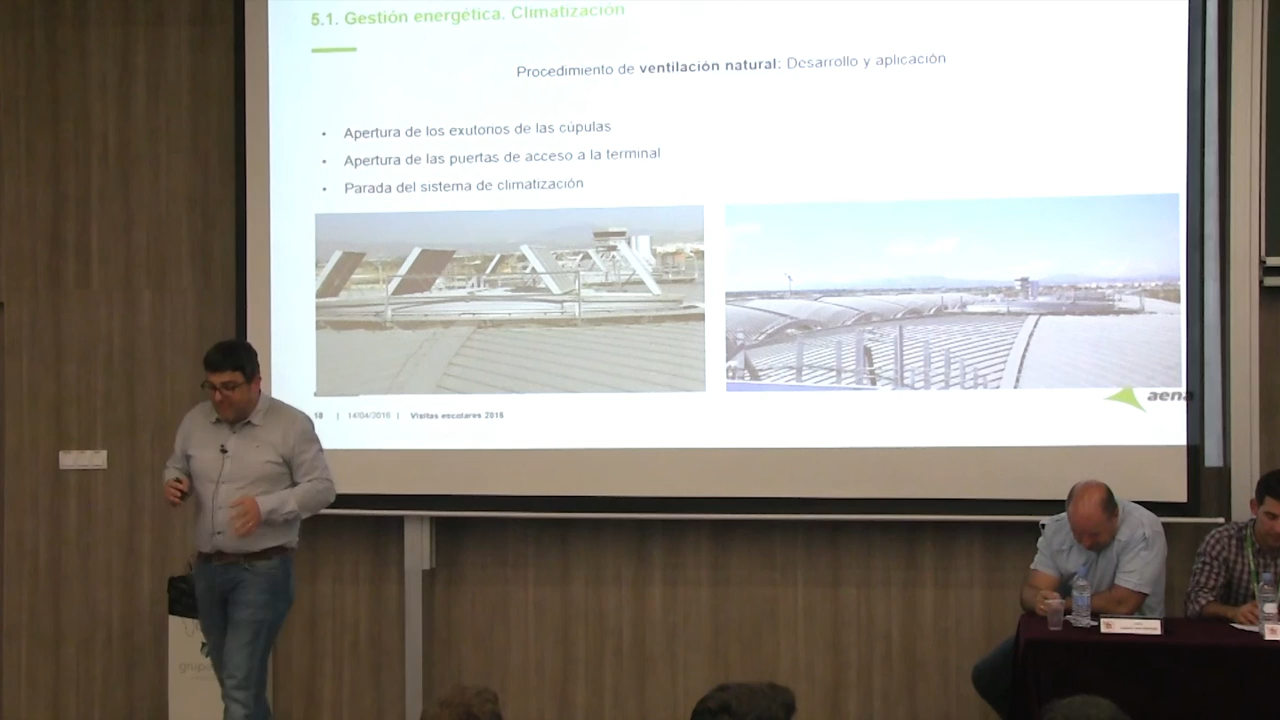 5.1. Gestión energética. Climatización
Procedimiento de ventilación natural: Desarrollo y aplicación
• Apertura de los exutorios de las cúpulas
• Apertura de las puertas de acceso a la terminal
• Parada del sistema de climatización
18 | 14/04/2016 | Visitas escolares 2016
aena
grup